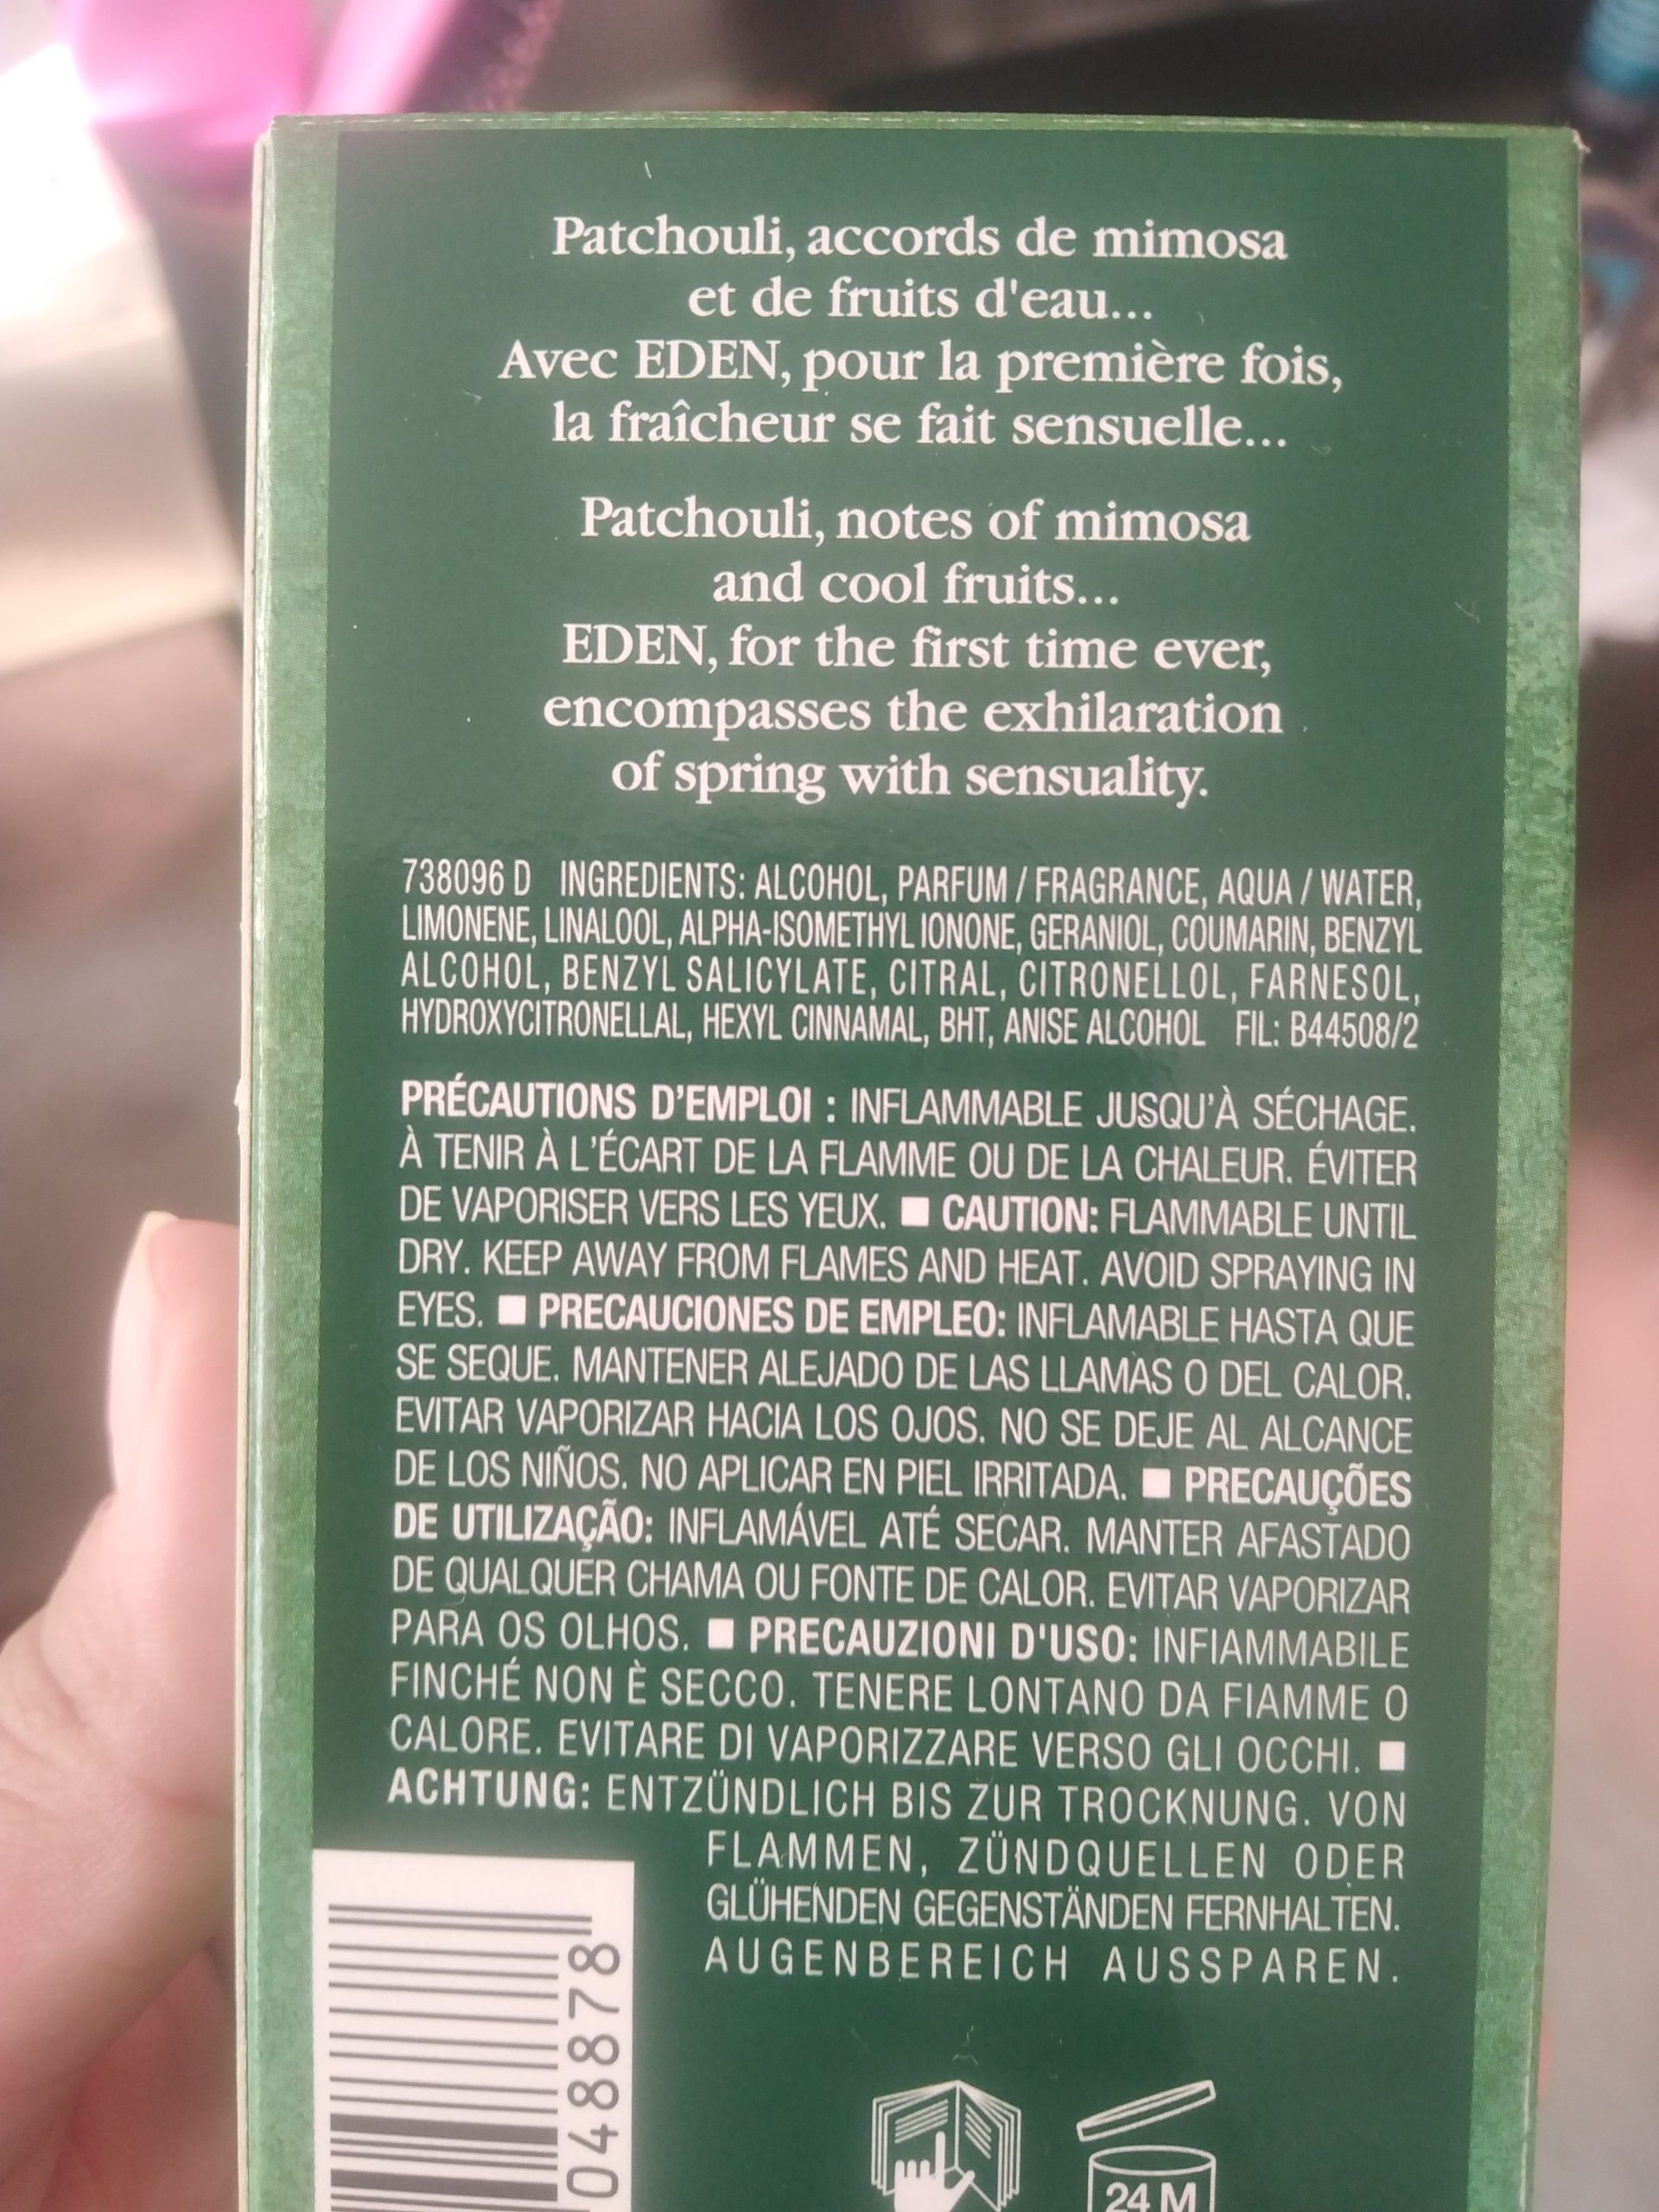 Patchouli, accords de mimosa
et de fruits d'eau...
Avec EDEN, pour la première fois,
la fraîcheur se fait sensuelle...
Patchouli, notes of mimosa
and cool fruits...
EDEN, for the first time ever,
encompasses the exhilaration
of spring with sensuality.
738096 D INGREDIENTS: ALCOHOL, PARFUM / FRAGRANCE, AQUA / WATER,
LIMONENE, LINALOOL, ALPHA-ISOMETHYL IONONE, GERANIOL, COUMARIN, BENZYL
ALCOHOL, BENZYL SALICYLATE, CITRAL, CITRONELLOL, FARNESOL,
HYDROXYCITRONELLAL, HEXYL CINNAMAL, BHT, ANISE ALCOHOL FIL: B44508/2
PRÉCAUTIONS D'EMPLOI : INFLAMMABLE JUSQU'À SÉCHAGE.
À TENIR À L'ÉCART DE LA FLAMME OU DE LA CHALEUR. ÉVITER
DE VAPORISER VERS LES YEUX. ■ CAUTION: FLAMMABLE UNTIL
DRY. KEEP AWAY FROM FLAMES AND HEAT. AVOID SPRAYING IN
EYES. ■ PRECAUCIONES DE EMPLEO: INFLAMABLE HASTA QUE
SE SEQUE. MANTENER ALEJADO DE LAS LLAMAS O DEL CALOR.
EVITAR VAPORIZAR HACIA LOS OJOS. NO SE DEJE AL ALCANCE
DE LOS NIÑOS. NO APLICAR EN PIEL IRRITADA. ■ PRECAUÇÕES
DE UTILIZAÇÃO: INFLAMÁVEL ATÉ SECAR. MANTER AFASTADO
DE QUALQUER CHAMA OU FONTE DE CALOR. EVITAR VAPORIZAR
PARA OS OLHOS. ■ PRECAUZIONI D'USO: INFIAMMABILE
FINCHÉ NON È SECCO. TENERE LONTANO DA FIAMME O
CALORE. EVITARE DI VAPORIZZARE VERSO GLI OCCHI. ■
ACHTUNG: ENTZÜNDLICH BIS ZUR TROCKNUNG. VON
FLAMMEN, ZÜNDQUELLEN ODER
GLÜHENDEN GEGENSTÄNDEN FERNHALTEN.
AUGENBEREICH AUSSPAREN.
048878
24 M